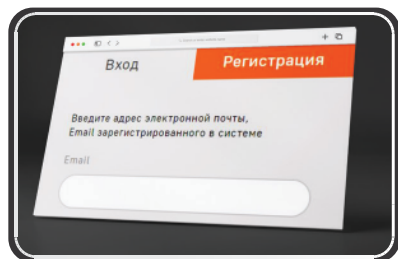 Вход
Регистрация
Введите адрес электронной почты,
Email зарегистрированного в системе
Email